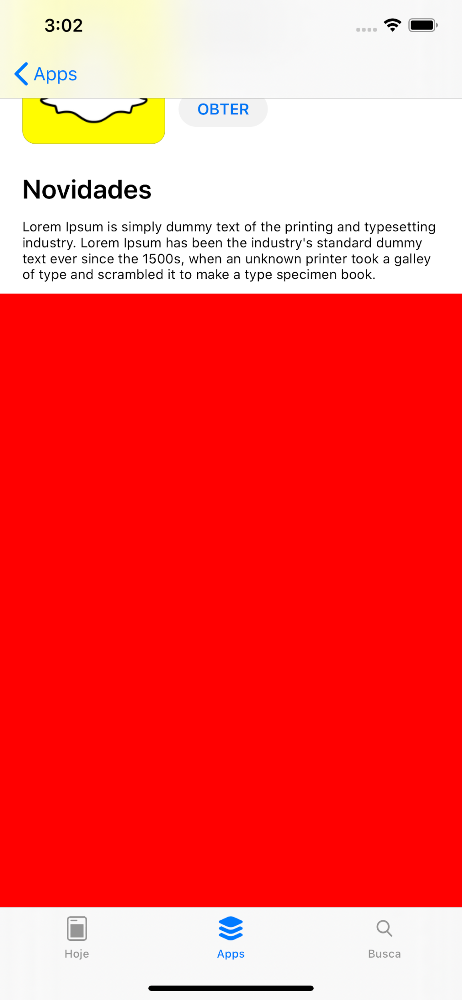 3:02
Apps
OBTER
Novidades
Lorem Ipsum is simply dummy text of the printing and typesetting
industry. Lorem Ipsum has been the industry's standard dummy
text ever since the 1500s, when an unknown printer took a galley
of type and scrambled it to make a type specimen book.
Hoje
Apps
Busca